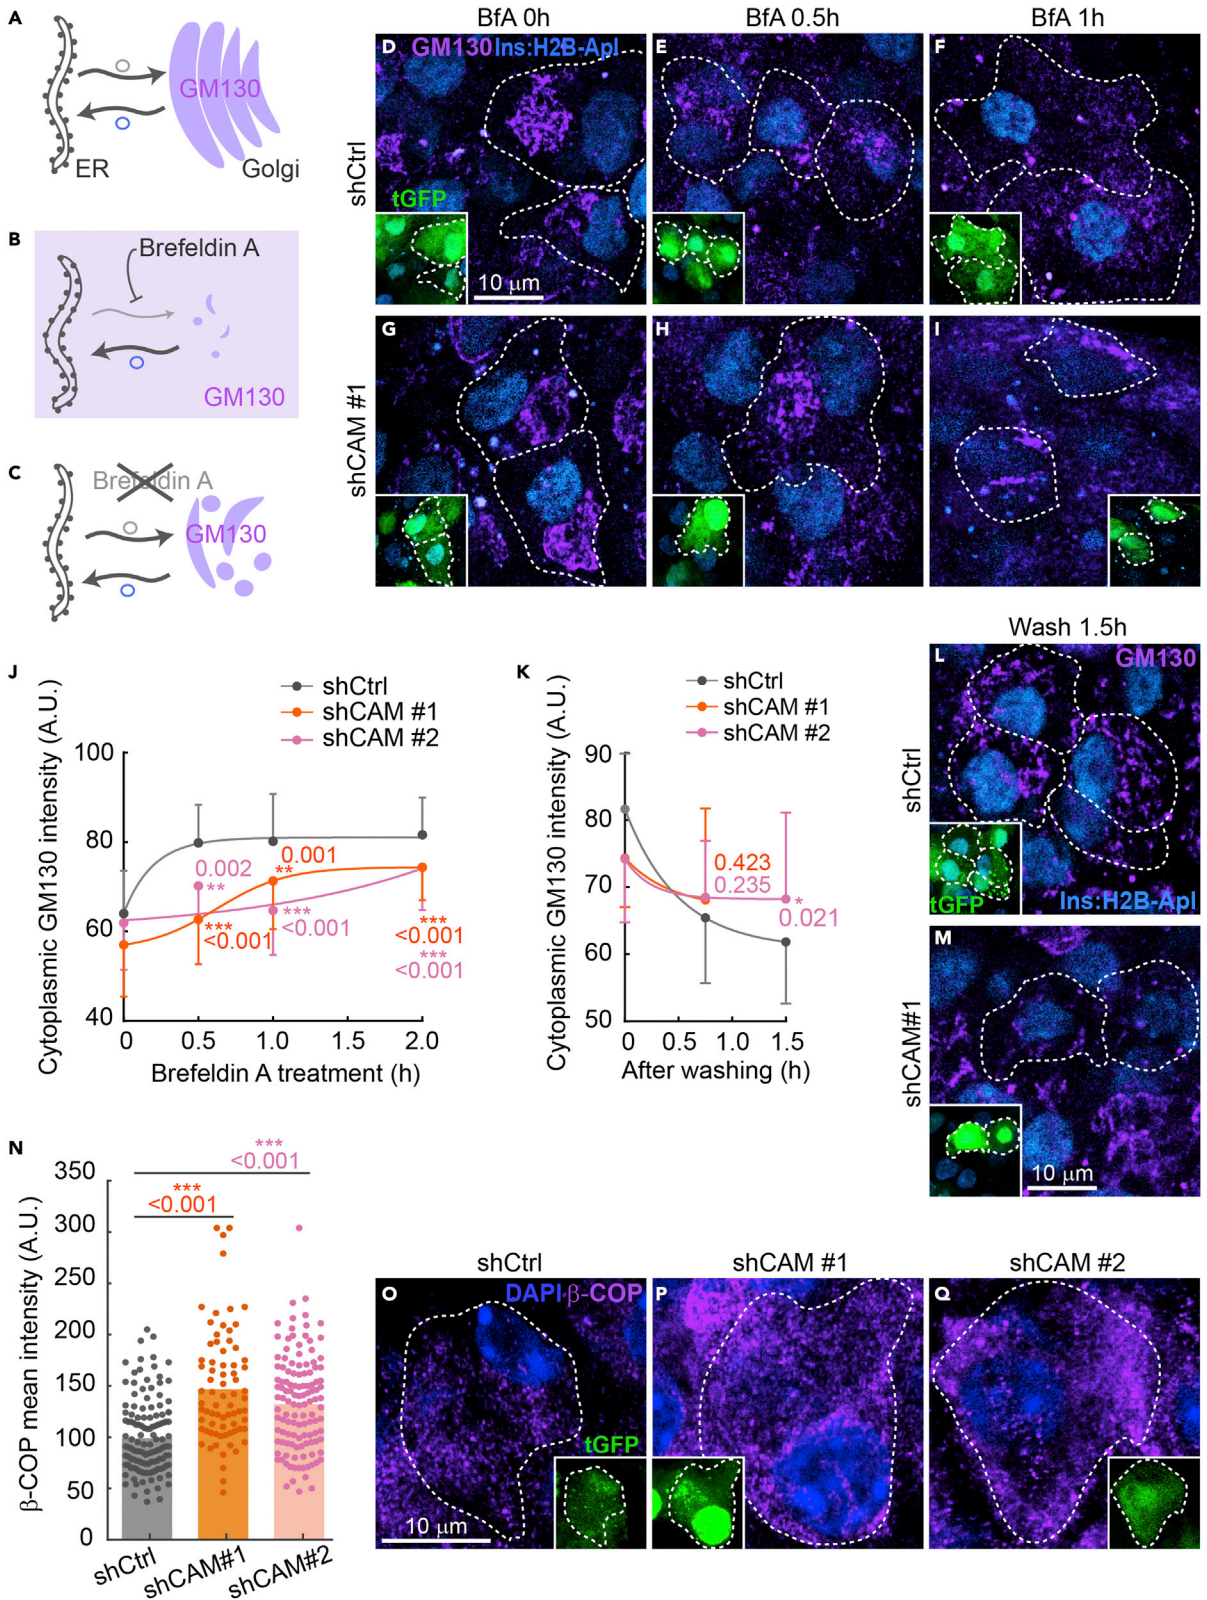 A
GM130
ER
Golgi
B
Brefeldin A
GM130
C
Brefeldin A
GM130
BfA 0h
BfA 0.5h
BfA 1h
shCtrl
D
GM130
Ins:H2B-Apl
tGFP
10 μm
E
F
shCAM #1
G
H
I
J
shCtrl
shCAM #1
shCAM #2
Cytoplasmic GM130 intensity (A.U.)
100
80
60
40
0.002
**
0.001
**
***
<0.001
***
<0.001
***
<0.001
***
<0.001
0
0.5
1.0
1.5
2.0
Brefeldin A treatment (h)
K
shCtrl
shCAM #1
shCAM #2
Cytoplasmic GM130 intensity (A.U.)
90
80
70
60
50
0.423
0.235
*
0.021
0
0.5
1.0
1.5
After washing (h)
Wash 1.5h
shCtrl
L
GM130
tGFP
Ins:H2B-Apl
shCAM#1
M
10 μm
N
β-COP mean intensity (A.U.)
350
300
250
200
150
100
50
0
***
<0.001
***
<0.001
shCtrl
shCAM#1
shCAM#2
shCtrl
shCAM #1
shCAM #2
O
DAPI
β-COP
tGFP
10 μm
P
Q